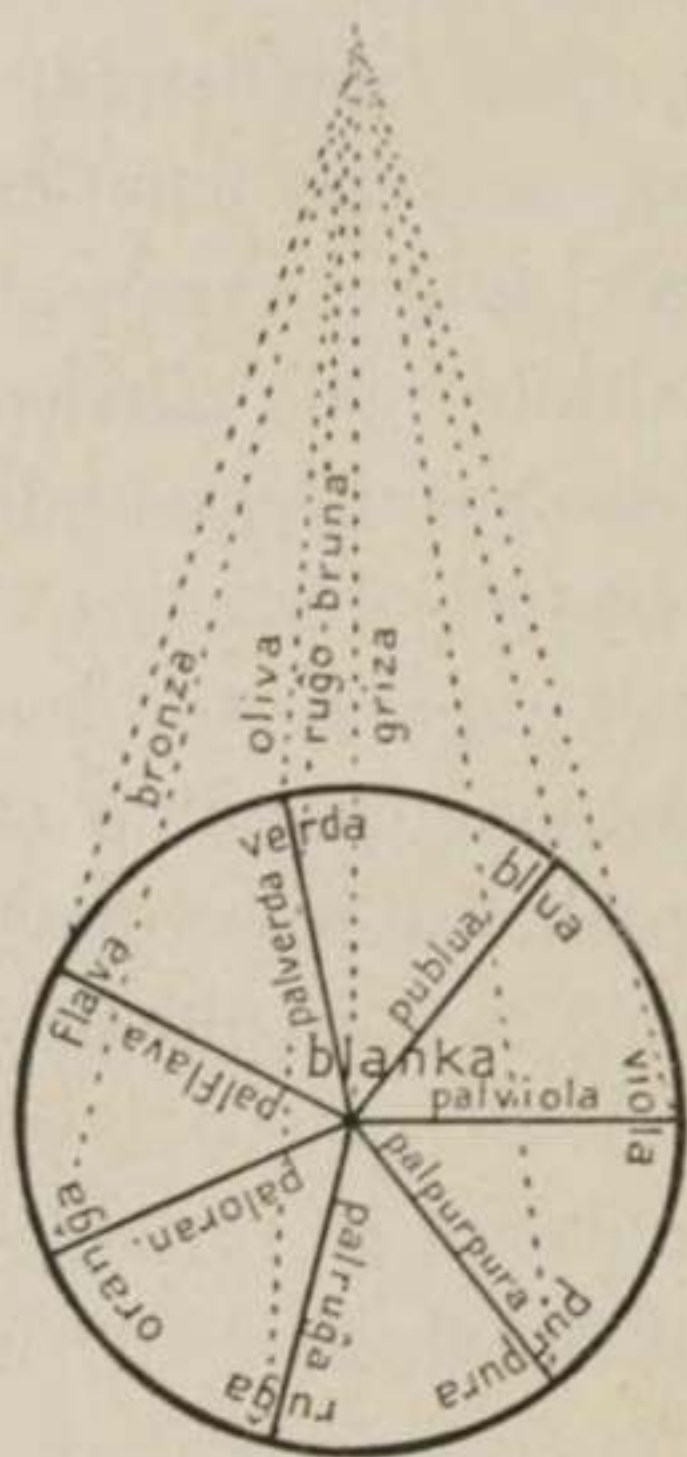 bronza
oliva
ruĝo-bruna
griza
verda
blua
viola
purpura
ruĝa
oranĝa
Flava
palverda
publua
palviola
palpurpura
palruĝa
paloran.
palFlava
blanka